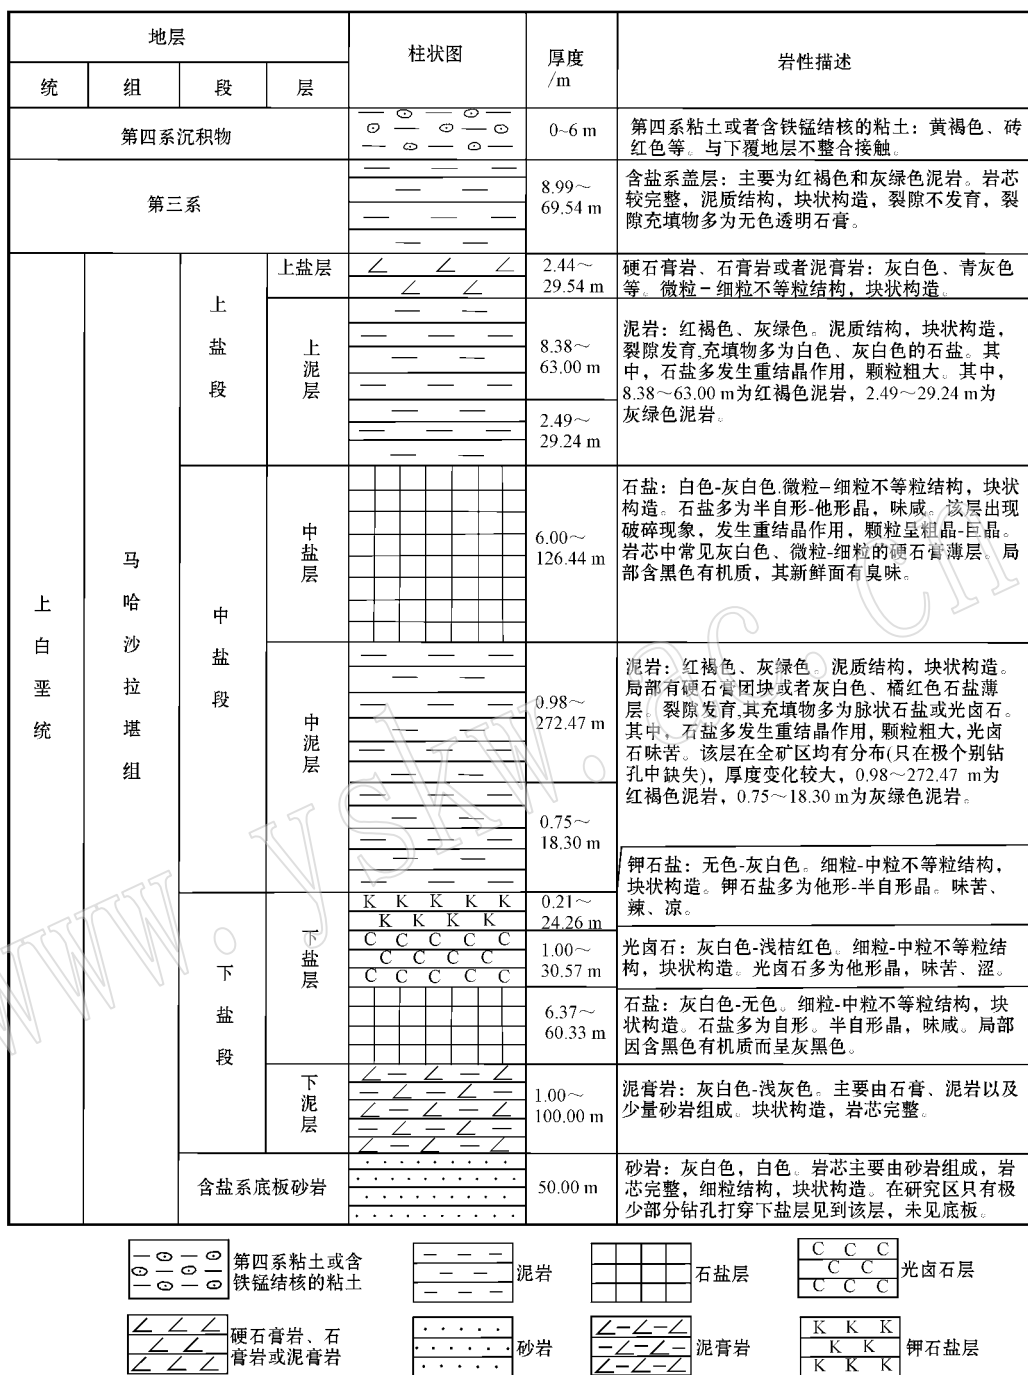 地层
柱状图
厚度
/m
岩性描述
统
组
段
层
第四系沉积物
0~6 m
第四系粘土或者含铁锰结核的粘土：黄褐色、砖
红色等。与下覆地层不整合接触。
第三系
8.99～
69.54 m
含盐系盖层：主要为红褐色和灰绿色泥岩。岩芯
较完整，泥质结构，块状构造，裂隙不发育，裂
隙充填物多为无色透明石膏。
上白垩统
马哈沙拉堪组
上盐段
上盐层
2.44～
29.54 m
硬石膏岩、石膏岩或者泥膏岩：灰白色、青灰色
等。微粒－细粒不等粒结构，块状构造。
上泥层
8.38～
63.00 m
2.49～
29.24 m
泥岩：红褐色、灰绿色。泥质结构，块状构造，
裂隙发育,充填物多为白色、灰白色的石盐。其
中，石盐多发生重结晶作用，颗粒粗大。其中，
8.38～63.00 m为红褐色泥岩，2.49～29.24 m为
灰绿色泥岩。
中盐段
中盐层
6.00～
126.44 m
石盐：白色-灰白色.微粒－细粒不等粒结构，块状
构造。石盐多为半自形-他形晶，味咸。该层出现
破碎现象，发生重结晶作用，颗粒呈粗晶-巨晶。
岩芯中常见灰白色、微粒-细粒的硬石膏薄层。局
部含黑色有机质，其新鲜面有臭味。
中泥层
0.98～
272.47 m
0.75～
18.30 m
泥岩：红褐色、灰绿色。泥质结构，块状构造。
局部有硬石膏团块或者灰白色、橘红色石盐薄
层。裂隙发育,其充填物多为脉状石盐或光卤石。
其中，石盐多发生重结晶作用，颗粒粗大，光卤
石味苦。该层在全矿区均有分布(只在极个别钻
孔中缺失)，厚度变化较大，0.98～272.47 m为
红褐色泥岩，0.75～18.30 m为灰绿色泥岩。
下盐段
下盐层
K K K K K
K K K K
0.21～
24.26 m
钾石盐：无色-灰白色。细粒-中粒不等粒结构，
块状构造。钾石盐多为他形-半自形晶。味苦、
辣、凉。
C C C C C
C C C C
C C C C C
1.00～
30.57 m
光卤石：灰白色-浅桔红色。细粒-中粒不等粒结
构，块状构造。光卤石多为他形晶，味苦、涩。
6.37～
60.33 m
石盐：灰白色-无色。细粒-中粒不等粒结构，块
状构造。石盐多为自形。半自形晶，味咸。局部
因含黑色有机质而呈灰黑色。
下泥层
1.00～
100.00 m
泥膏岩：灰白色-浅灰色。主要由石膏、泥岩以及
少量砂岩组成。块状构造，岩芯完整。
含盐系底板砂岩
50.00 m
砂岩：灰白色，白色。岩芯主要由砂岩组成，岩
芯完整，细粒结构，块状构造。在研究区只有极
少部分钻孔打穿下盐层见到该层，未见底板。
第四系粘土或含
铁锰结核的粘土
泥岩
石盐层
C C C
C C
C C C
光卤石层
硬石膏岩、石
膏岩或泥膏岩
砂岩
泥膏岩
K K K
K K
K K K
钾石盐层
www.yskw.ac.cn